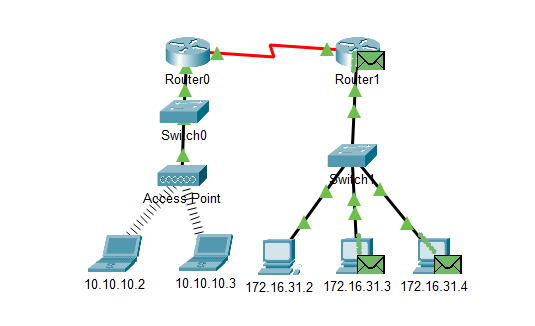 Router0
Router1
Switch0
Switch1
Access Point
10.10.10.2
10.10.10.3
172.16.31.2
172.16.31.3
172.16.31.4